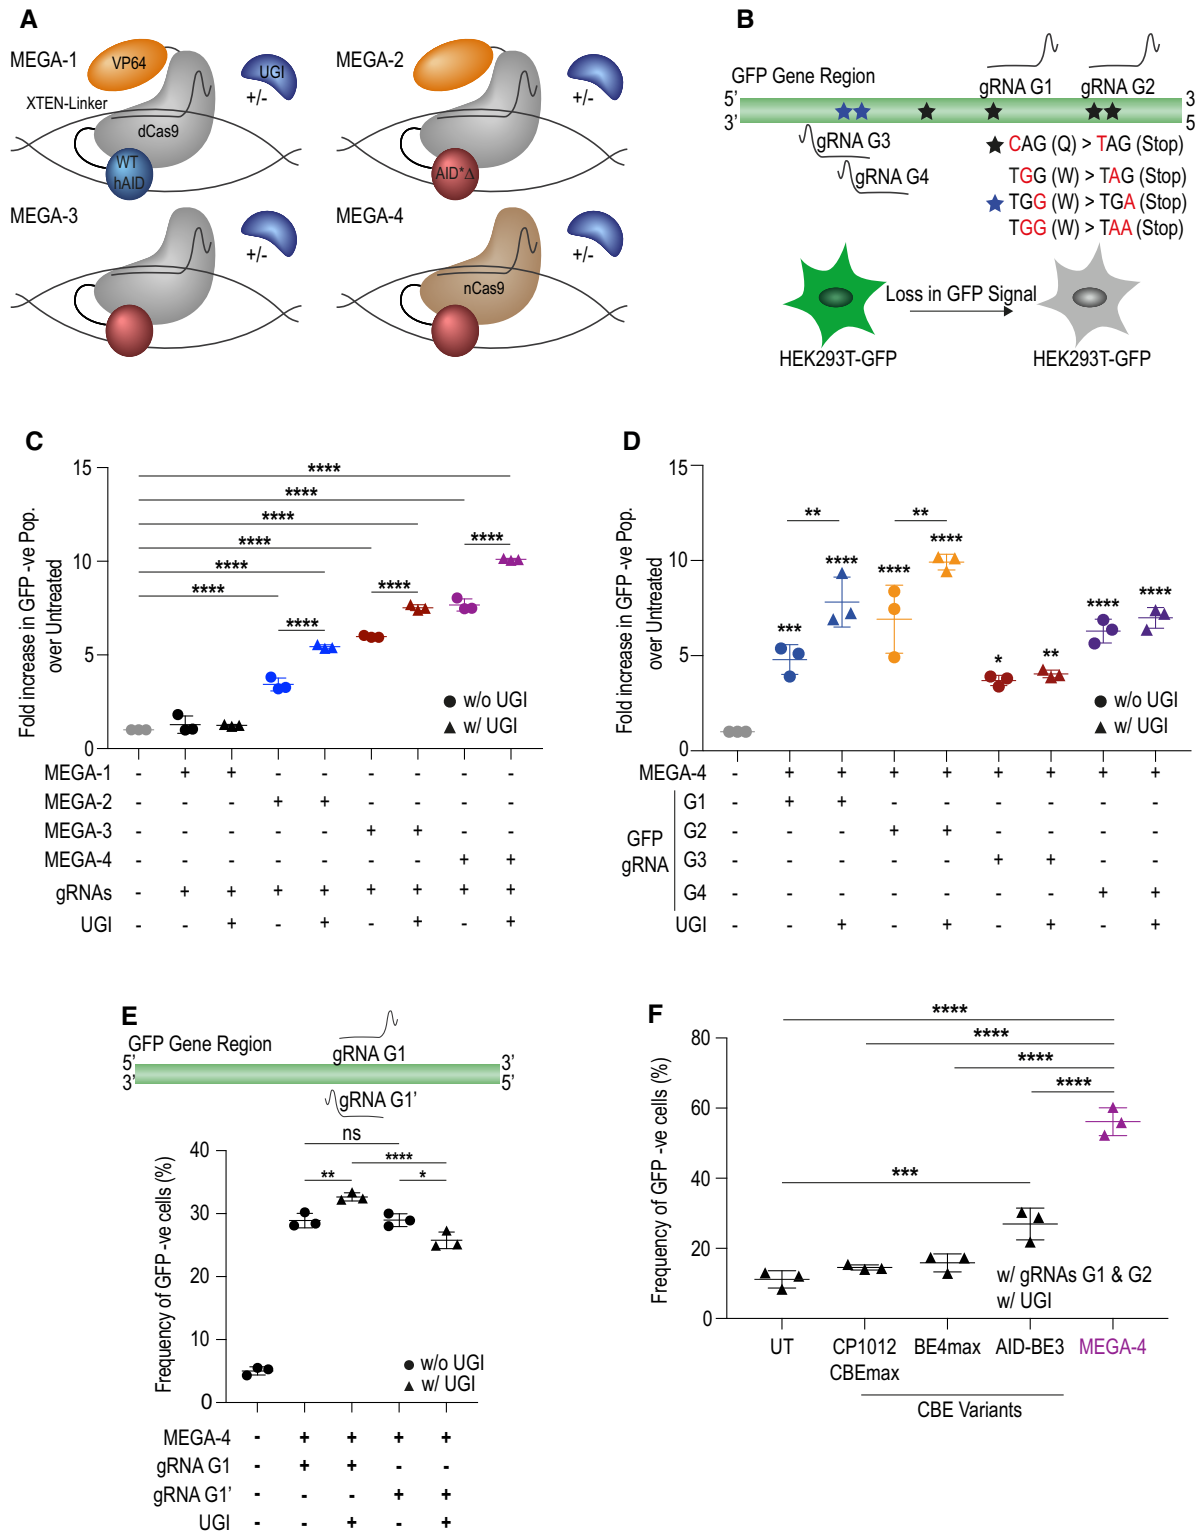 A
MEGA-1
VP64
UGI
+/-
XTEN-Linker
dCas9
WT
hAID
MEGA-2
+/-
AID*Δ
MEGA-3
+/-
MEGA-4
+/-
nCas9
B
GFP Gene Region
gRNA G1
gRNA G2
5’
3
3’
5
gRNA G3
gRNA G4
CAG (Q) > TAG (Stop)
TGG (W) > TAG (Stop)
TGG (W) > TGA (Stop)
TGG (W) > TAA (Stop)
Loss in GFP Signal
HEK293T-GFP
HEK293T-GFP
C
Fold increase in GFP -ve Pop.
over Untreated
15
10
5
0
****
****
****
****
****
****
****
****
****
w/o UGI
w/ UGI
MEGA-1 - + + - - - - - -
MEGA-2 - - - + + - - - -
MEGA-3 - - - - - + + - -
MEGA-4 - - - - - - - + +
gRNAs - + + + + + + + +
UGI - - + - + - + - +
D
Fold increase in GFP -ve Pop.
over Untreated
15
10
5
0
**
**
***
****
****
****
*
**
****
****
w/o UGI
w/ UGI
MEGA-4 - + + + + + + + +
GFP
gRNA
G1 - + + - - - - - -
G2 - - - + + - - - -
G3 - - - - - + + - -
G4 - - - - - - - + +
UGI - - + - + - + - +
E
GFP Gene Region
gRNA G1
5’
3’
3’
5’
gRNA G1’
Frequency of GFP -ve cells (%)
40
30
20
10
0
ns
****
**
*
w/o UGI
w/ UGI
MEGA-4 - + + + +
gRNA G1 - + + - -
gRNA G1’ - - - + +
UGI - - + - +
F
Frequency of GFP -ve cells (%)
80
60
40
20
0
****
****
****
****
***
w/ gRNAs G1 & G2
w/ UGI
UT
CP1012
CBEmax
BE4max
AID-BE3
MEGA-4
CBE Variants